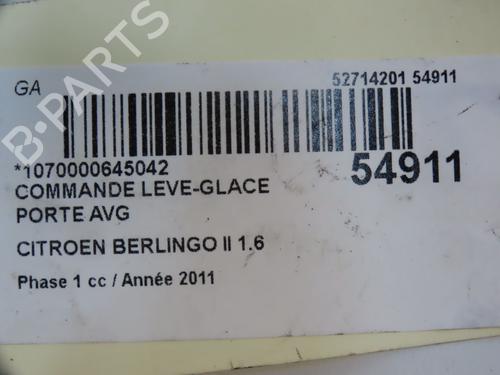 GA
52714201 54911
*1070000645042
54911
COMMANDE LEVE-GLACE
PORTE AVG
CITROEN BERLINGO II 1.6
Phase 1 cc / Année 2011
B-PARTS